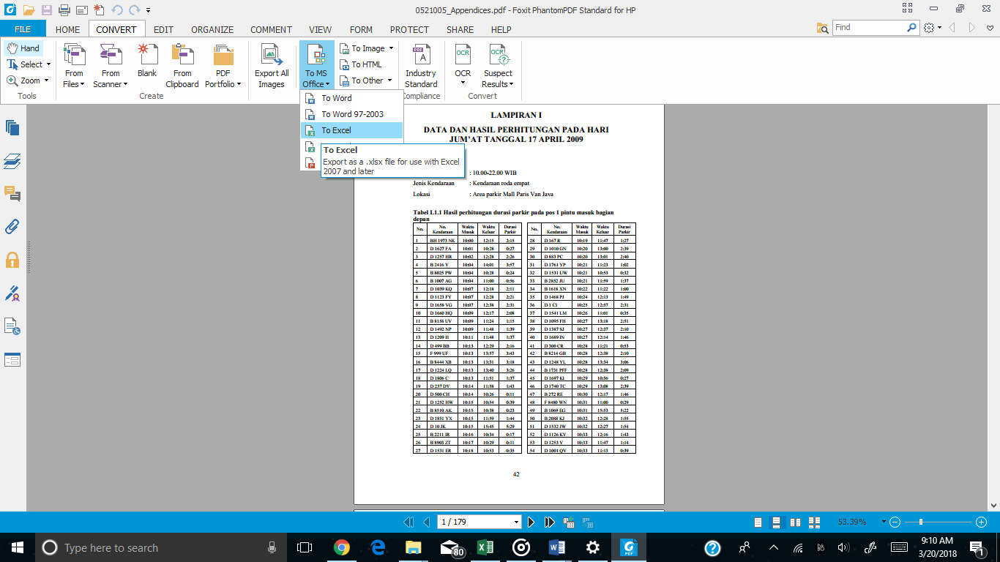 0521005_Appendices.pdf - Foxit PhantomPDF Standard for HP
FILE HOME CONVERT EDIT ORGANIZE COMMENT VIEW FORM PROTECT SHARE HELP Find
Hand
Select
Zoom
Tools
From Files
From Scanner
Blank
From Clipboard
PDF Portfolio
Create
Export All Images
To MS Office
To Image
To HTML
To Other
Industry Standard
Compliance
OCR
Suspect Results
Convert
To Word
To Word 97-2003
To Excel
To Excel
Export as a .xlsx file for use with Excel
2007 and later
LAMPIRAN I
DATA DAN HASIL PERHITUNGAN PADA HARI
JUM'AT TANGGAL 17 APRIL 2009
: 10.00-22.00 WIB
Jenis Kendaraan : Kendaraan roda empat
Lokasi : Area parkir Mall Paris Van Java
Tabel L1.1 Hasil perhitungan durasi parkir pada pos 1 pintu masuk bagian
depan
No. No. Kendaraan Waktu Masuk Waktu Keluar Durasi Parkir No. No. Kendaraan Waktu Masuk Waktu Keluar Durasi Parkir
1 BH 1973 NK 10:00 12:15 2:15 28 D 167 R 10:19 11:47 1:27
2 D 1627 FA 10:01 10:28 0:27 29 D 1010 GN 10:20 13:00 2:39
3 D 1257 HR 10:02 12:28 2:26 30 D 883 PC 10:20 13:01 2:40
4 B 2416 Y 10:04 14:01 3:57 31 D 1761 YP 10:21 11:23 1:02
5 B 8025 PW 10:04 10:28 0:24 32 D 1531 UW 10:21 10:53 0:32
6 B 1007 AG 10:04 11:00 0:56 33 B 2852 JU 10:21 11:59 1:37
7 D 1039 KQ 10:07 12:18 2:11 34 B 1618 XN 10:22 11:22 1:00
8 D 1123 FY 10:07 12:28 2:21 35 D 1468 PJ 10:24 12:13 1:49
9 D 1658 VG 10:07 12:38 2:31 36 D 1 CI 10:25 12:57 2:31
10 D 1660 HQ 10:09 12:17 2:08 37 D 1541 LM 10:26 11:01 0:35
11 B 8158 UV 10:09 11:24 1:15 38 D 1095 FH 10:27 13:18 2:51
12 D 1492 NP 10:09 11:48 1:39 39 D 1387 SJ 10:27 12:37 2:10
13 D 1209 H 10:11 11:48 1:37 40 D 1689 IN 10:27 12:14 1:46
14 D 499 BB 10:13 12:29 2:16 41 D 300 CR 10:28 11:21 0:53
15 F 999 UF 10:13 13:57 3:43 42 B 8214 GB 10:28 12:38 2:10
16 B 8444 XB 10:13 13:31 3:18 43 D 1248 YL 10:28 13:34 3:06
17 D 1224 LQ 10:13 13:40 3:26 44 B 1731 PFF 10:28 12:38 2:09
18 D 1806 C 10:13 11:51 1:37 45 D 1697 KI 10:29 10:56 0:27
19 D 237 DY 10:14 11:58 1:43 46 D 1740 TC 10:29 13:08 2:39
20 D 500 CH 10:14 10:26 0:11 47 B 272 RE 10:30 12:17 1:46
21 D 1252 HW 10:15 10:54 0:39 48 F 8480 WN 10:31 11:00 0:29
22 B 8510 AK 10:15 10:38 0:23 49 B 1069 EG 10:31 15:53 5:22
23 D 1851 YX 10:15 11:59 1:44 50 B 2088 KJ 10:32 12:28 1:55
24 D 10 JK 10:15 15:45 5:29 51 D 1532 JW 10:32 12:27 1:54
25 B 2211 IR 10:16 10:34 0:17 52 D 1126 KY 10:33 12:16 1:43
26 B 8903 ZT 10:17 10:29 0:11 53 D 1253 V 10:33 11:47 1:14
27 D 1531 ER 10:18 10:53 0:35 54 D 1001 QV 10:33 11:13 0:39
42
1 / 179
53.39%
Type here to search
80
9:10 AM
3/20/2018
1